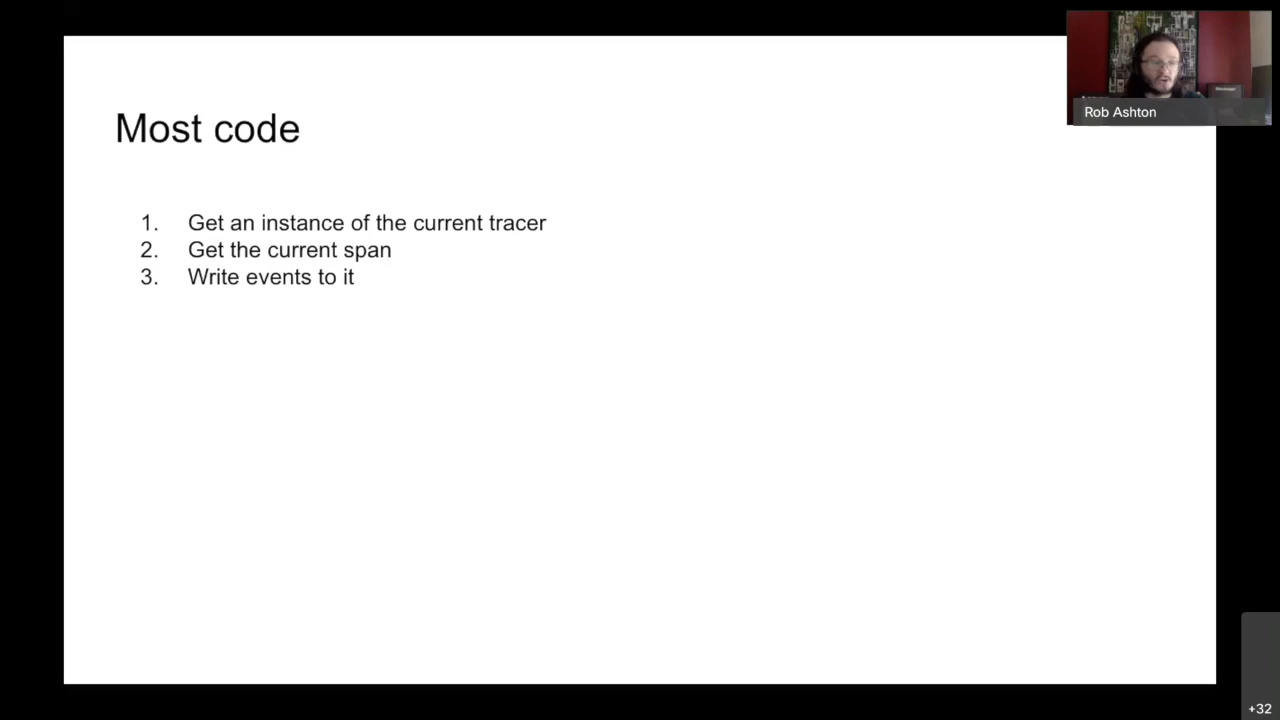 Most code
1. Get an instance of the current tracer
2. Get the current span
3. Write events to it
Rob Ashton
+32